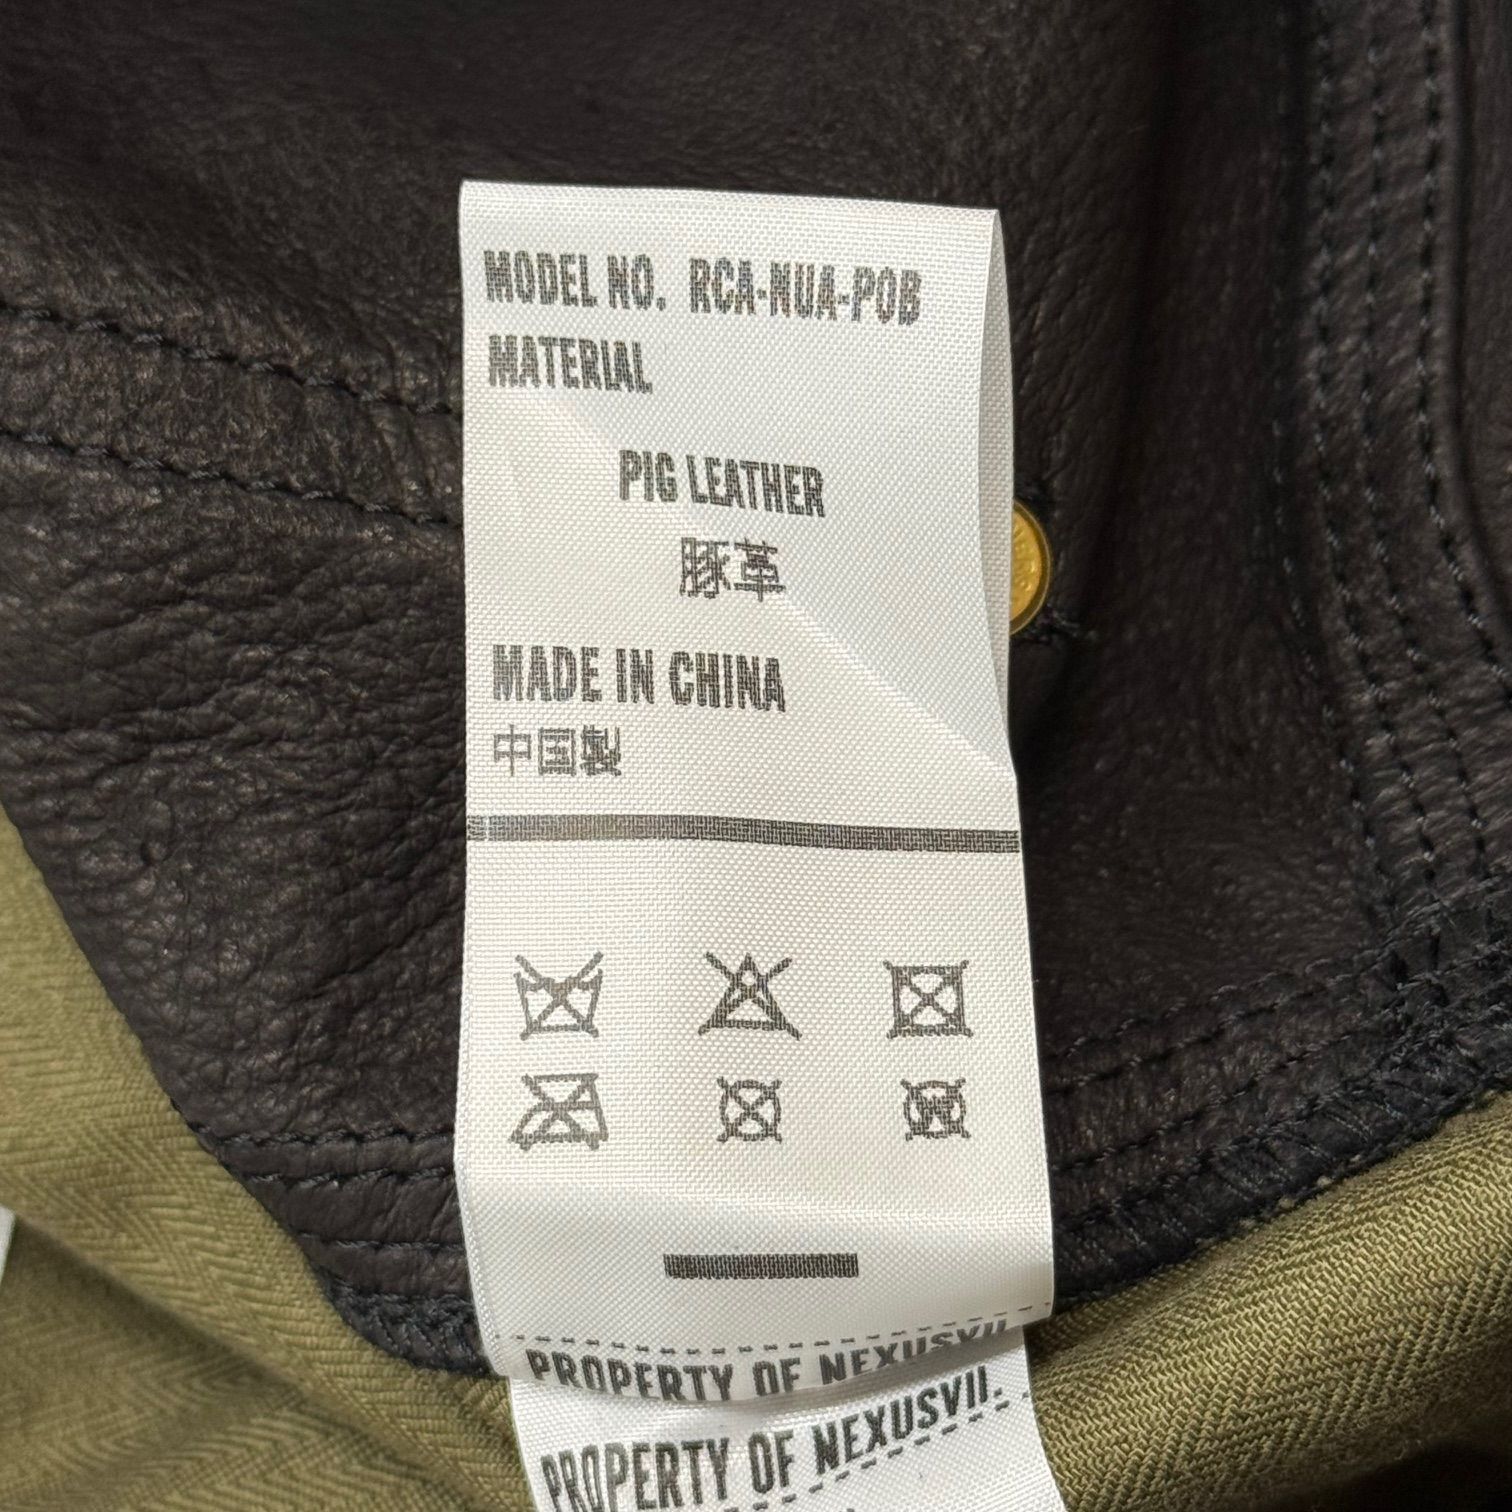 MODEL NO. RCA-NUA-POB
MATERIAL
PIG LEATHER
豚革
MADE IN CHINA
中国製
PROPERTY OF NEXUSVII.
PROPERTY OF NEXUSVII.